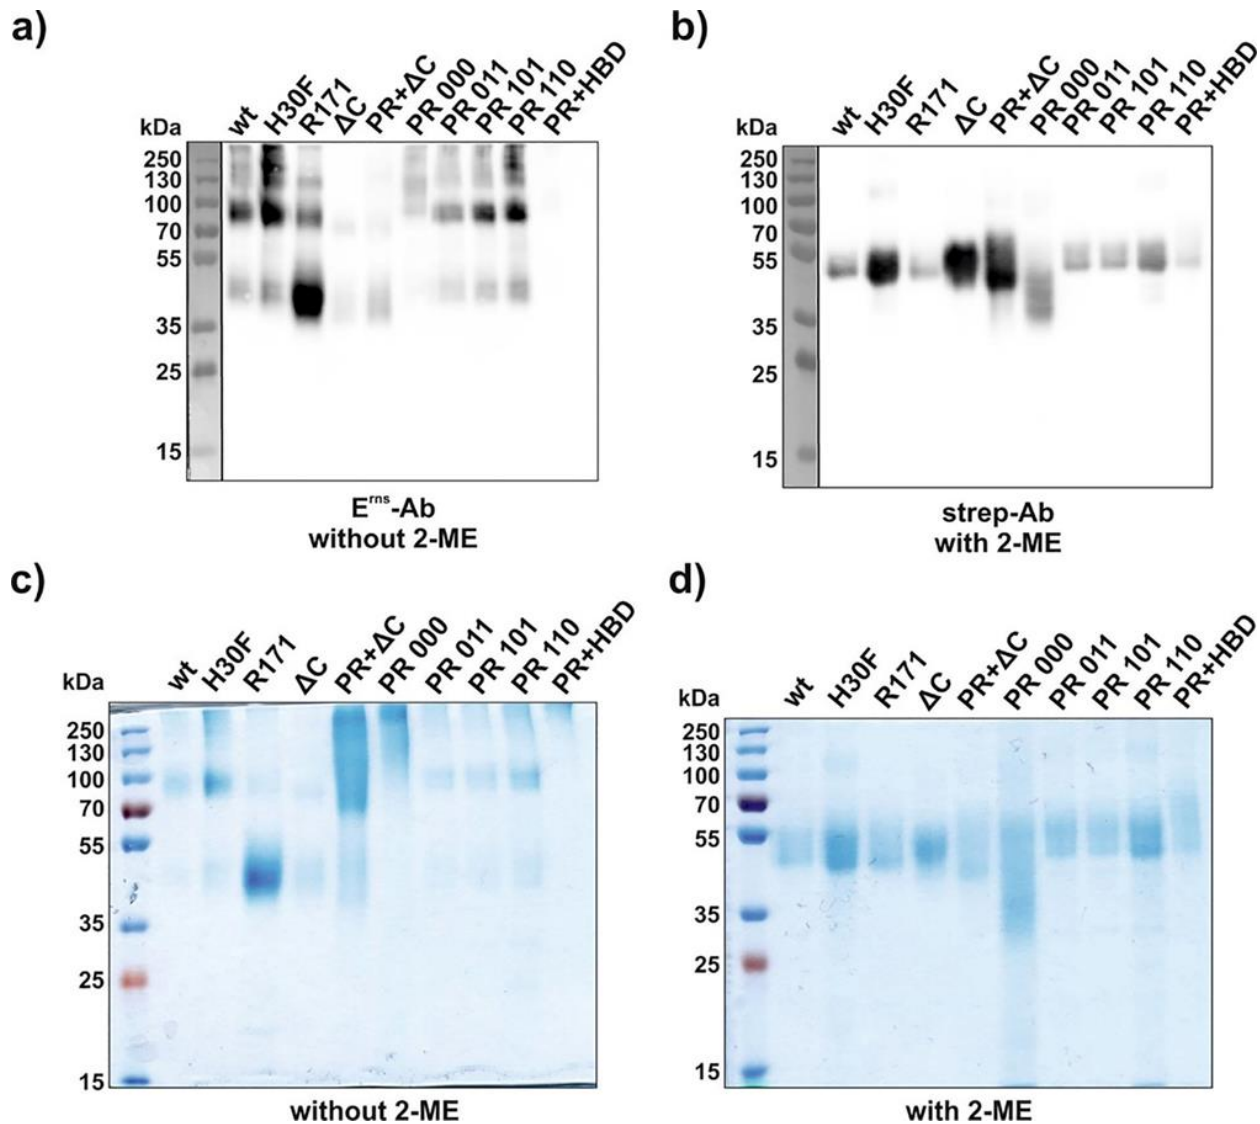 a)
kDa
wt H30F R171 ΔC PR+ΔC PR 000 PR 011 PR 101 PR 110 PR+HBD
250
130
100
70
55
35
25
15
Erns-Ab
without 2-ME
b)
kDa
wt H30F R171 ΔC PR+ΔC PR 000 PR 011 PR 101 PR 110 PR+HBD
250
130
100
70
55
35
25
15
strep-Ab
with 2-ME
c)
kDa
wt H30F R171 ΔC PR+ΔC PR 000 PR 011 PR 101 PR 110 PR+HBD
250
130
100
70
55
35
25
15
without 2-ME
d)
kDa
wt H30F R171 ΔC PR+ΔC PR 000 PR 011 PR 101 PR 110 PR+HBD
250
130
100
70
55
35
25
15
with 2-ME